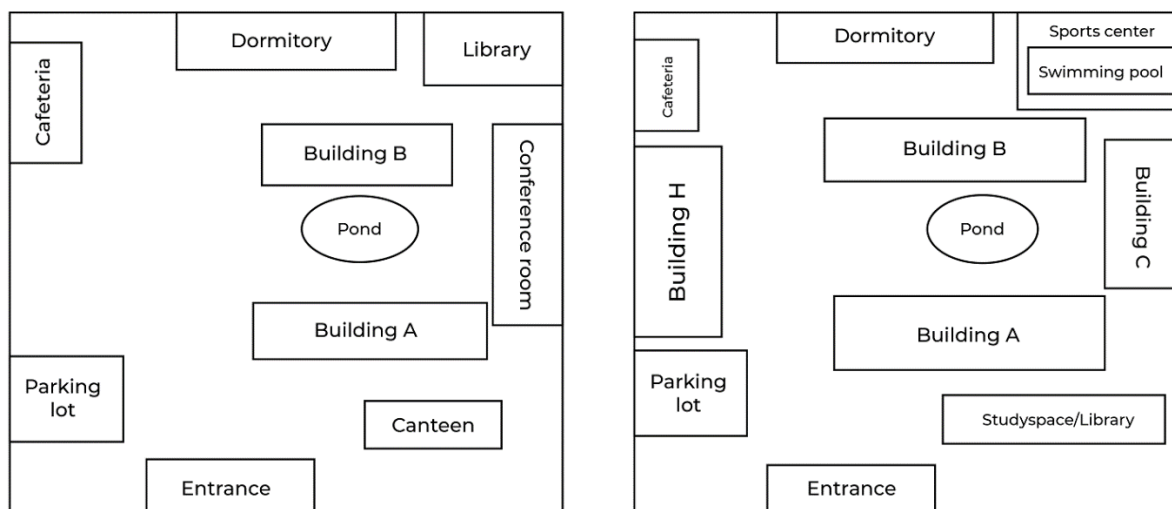 Dormitory
Library
Cafeteria
Building B
Conference room
Pond
Building A
Parking
lot
Canteen
Entrance
Dormitory
Sports center
Swimming pool
Cafeteria
Building B
Building H
Building C
Pond
Building A
Parking
lot
Studyspace/Library
Entrance